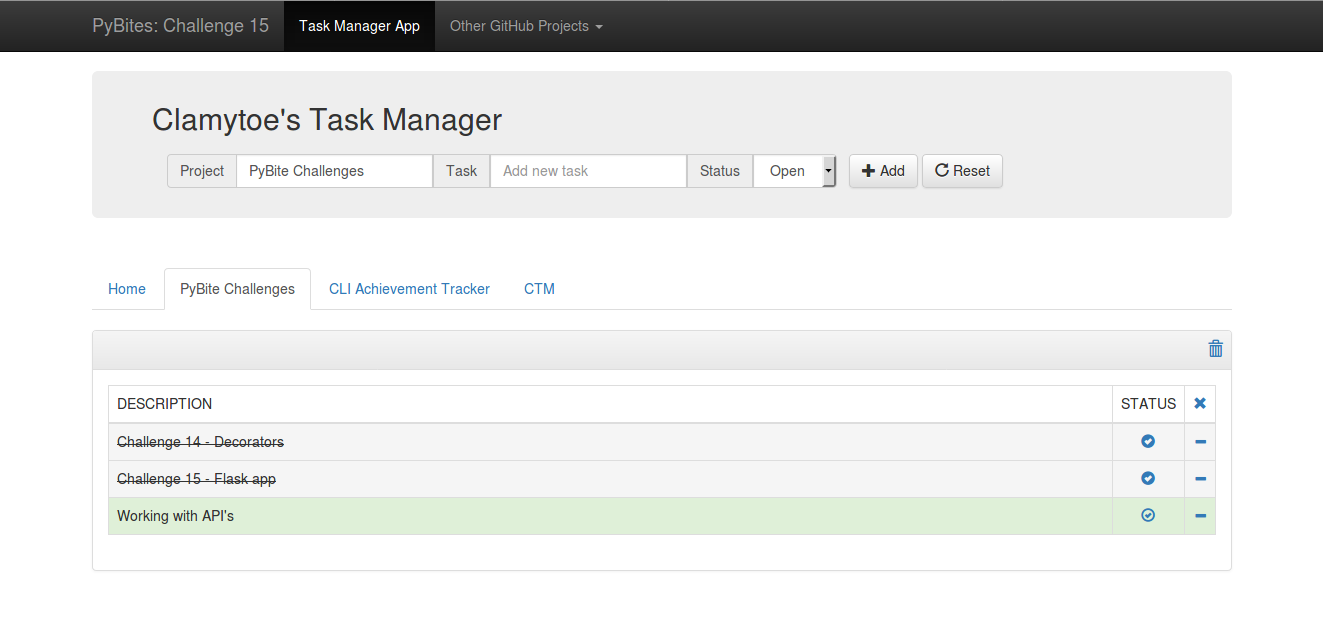 PyBites: Challenge 15 Task Manager App Other GitHub Projects
Clamytoe's Task Manager
Project PyBite Challenges Task Add new task Status Open Add Reset
Home PyBite Challenges CLI Achievement Tracker CTM
DESCRIPTION STATUS
Challenge 14 - Decorators
Challenge 15 - Flask app
Working with API's